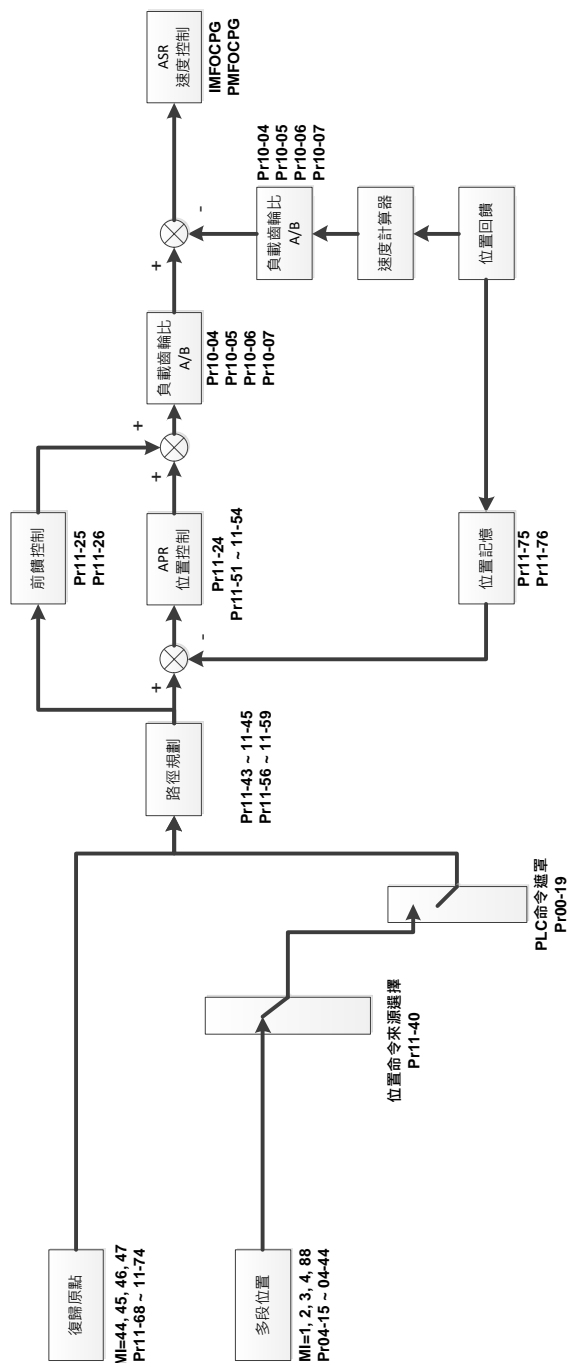 復歸原點
MI=44, 45, 46, 47
Pr11-68 ~ 11-74
多段位置
MI=1, 2, 3, 4, 88
Pr04-15 ~ 04-44
位置命令來源選擇
Pr11-40
PLC命令遮罩
Pr00-19
路徑規劃
Pr11-43 ~ 11-45
Pr11-56 ~ 11-59
+
-
前饋控制
Pr11-25
Pr11-26
APR
位置控制
Pr11-24
Pr11-51 ~ 11-54
+
+
負載齒輪比
A/B
Pr10-04
Pr10-05
Pr10-06
Pr10-07
+
-
ASR
速度控制
IMFOCPG
PMFOCPG
負載齒輪比
A/B
Pr10-04
Pr10-05
Pr10-06
Pr10-07
速度計算器
位置回饋
位置記憶
Pr11-75
Pr11-76